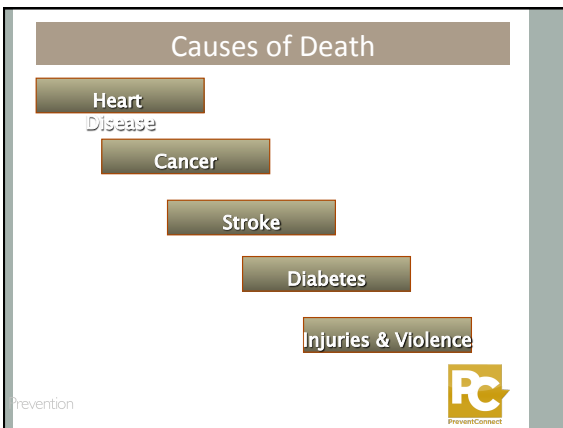 Causes of Death
Heart
Disease
Cancer
Stroke
Diabetes
Injuries & Violence
Prevention
PC
PreventConnect